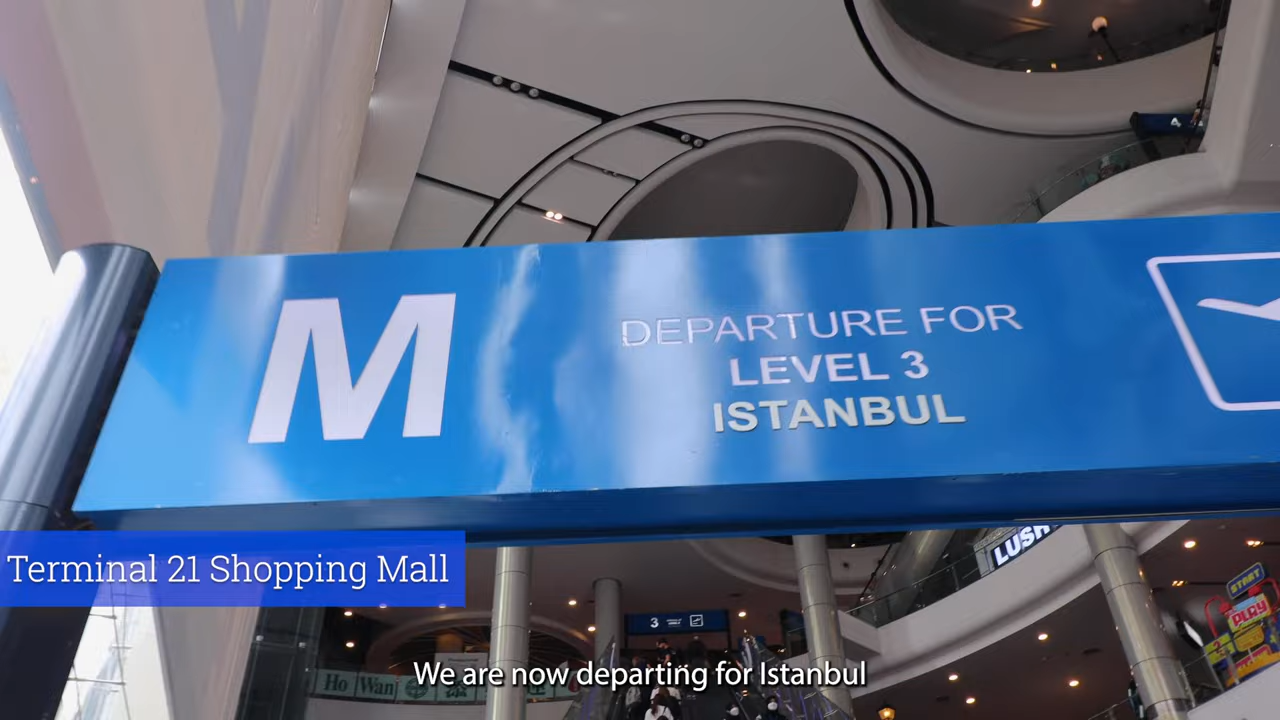 4
M
DEPARTURE FOR
LEVEL 3
ISTANBUL
LUSH
Terminal 21 Shopping Mall
START
PLAY
3
Ho Wan
We are now departing for Istanbul